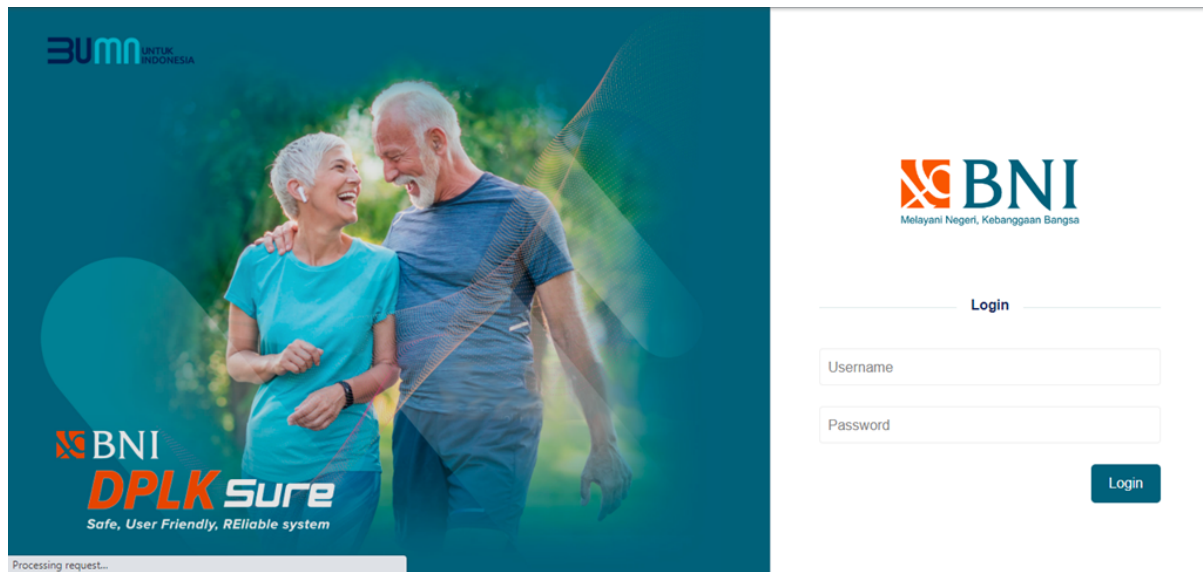 BUMN UNTUK
INDONESIA
BNI
DPLK Sure
Safe, User Friendly, REliable system
Processing request...
BNI
Melayani Negeri, Kebanggaan Bangsa
Login
Username
Password
Login